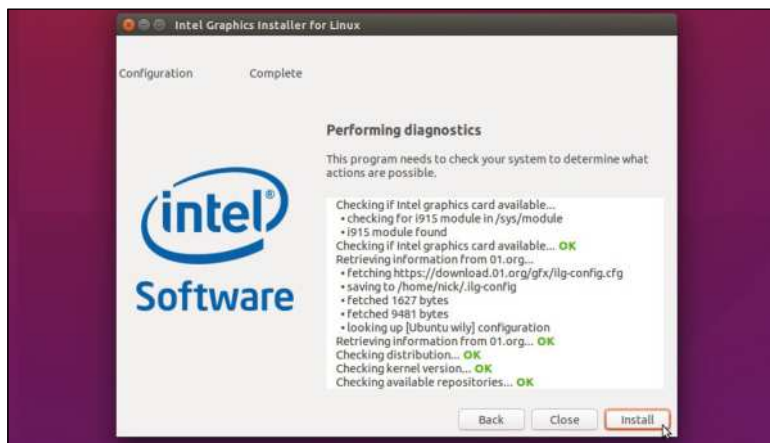 Intel Graphics Installer for Linux
Configuration Complete
Performing diagnostics
This program needs to check your system to determine what
actions are possible.
Checking if Intel graphics card available...
• checking for i915 module in /sys/module
• i915 module found
Checking if Intel graphics card available... OK
Retrieving information from 01.org...
• fetching https://download.01.org/gfx/ilg-config.cfg
• saving to /home/nick/.ilg-config
• fetched 1627 bytes
• fetched 9481 bytes
• looking up [Ubuntu wily] configuration
Retrieving information from 01.org... OK
Checking distribution... OK
Checking kernel version... OK
Checking available repositories... OK
intel®
Software
Back Close Install